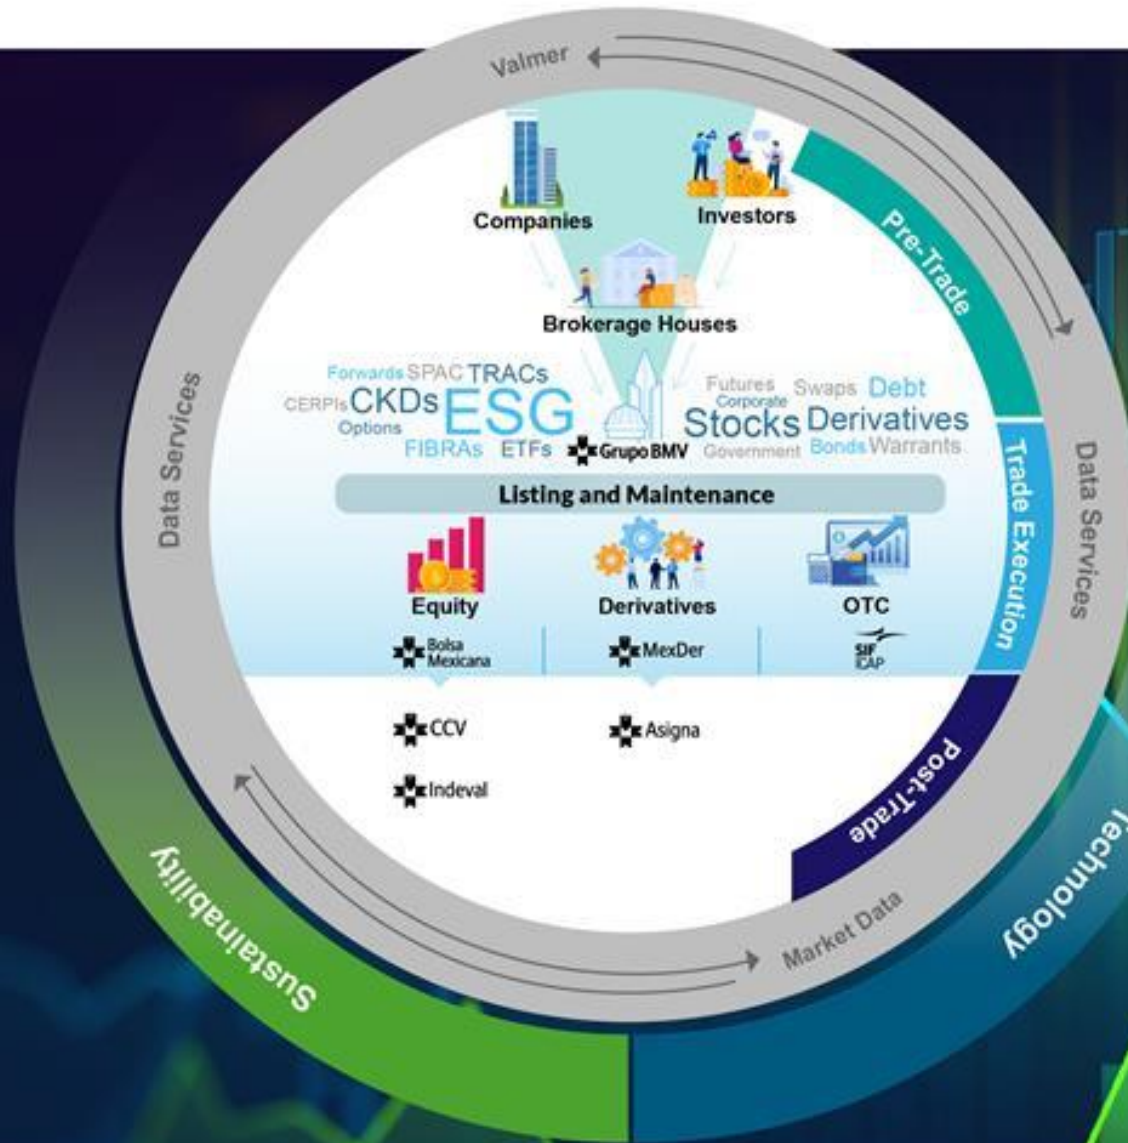 Valmer
Companies
Investors
Pre-Trade
Brokerage Houses
Forwards SPAC TRACs
CERPIs CKDs ESG
Options
FIBRAs ETFs
Grupo BMV
Futures Swaps Debt
Corporate
Stocks Derivatives
Government Bonds Warrants
Data Services
Listing and Maintenance
Trade Execution
Data Services
Equity
Derivatives
OTC
Bolsa
Mexicana
MexDer
SIF
ICAP
CCV
Asigna
Indeval
Post-Trade
Market Data
Sustainability
Technology